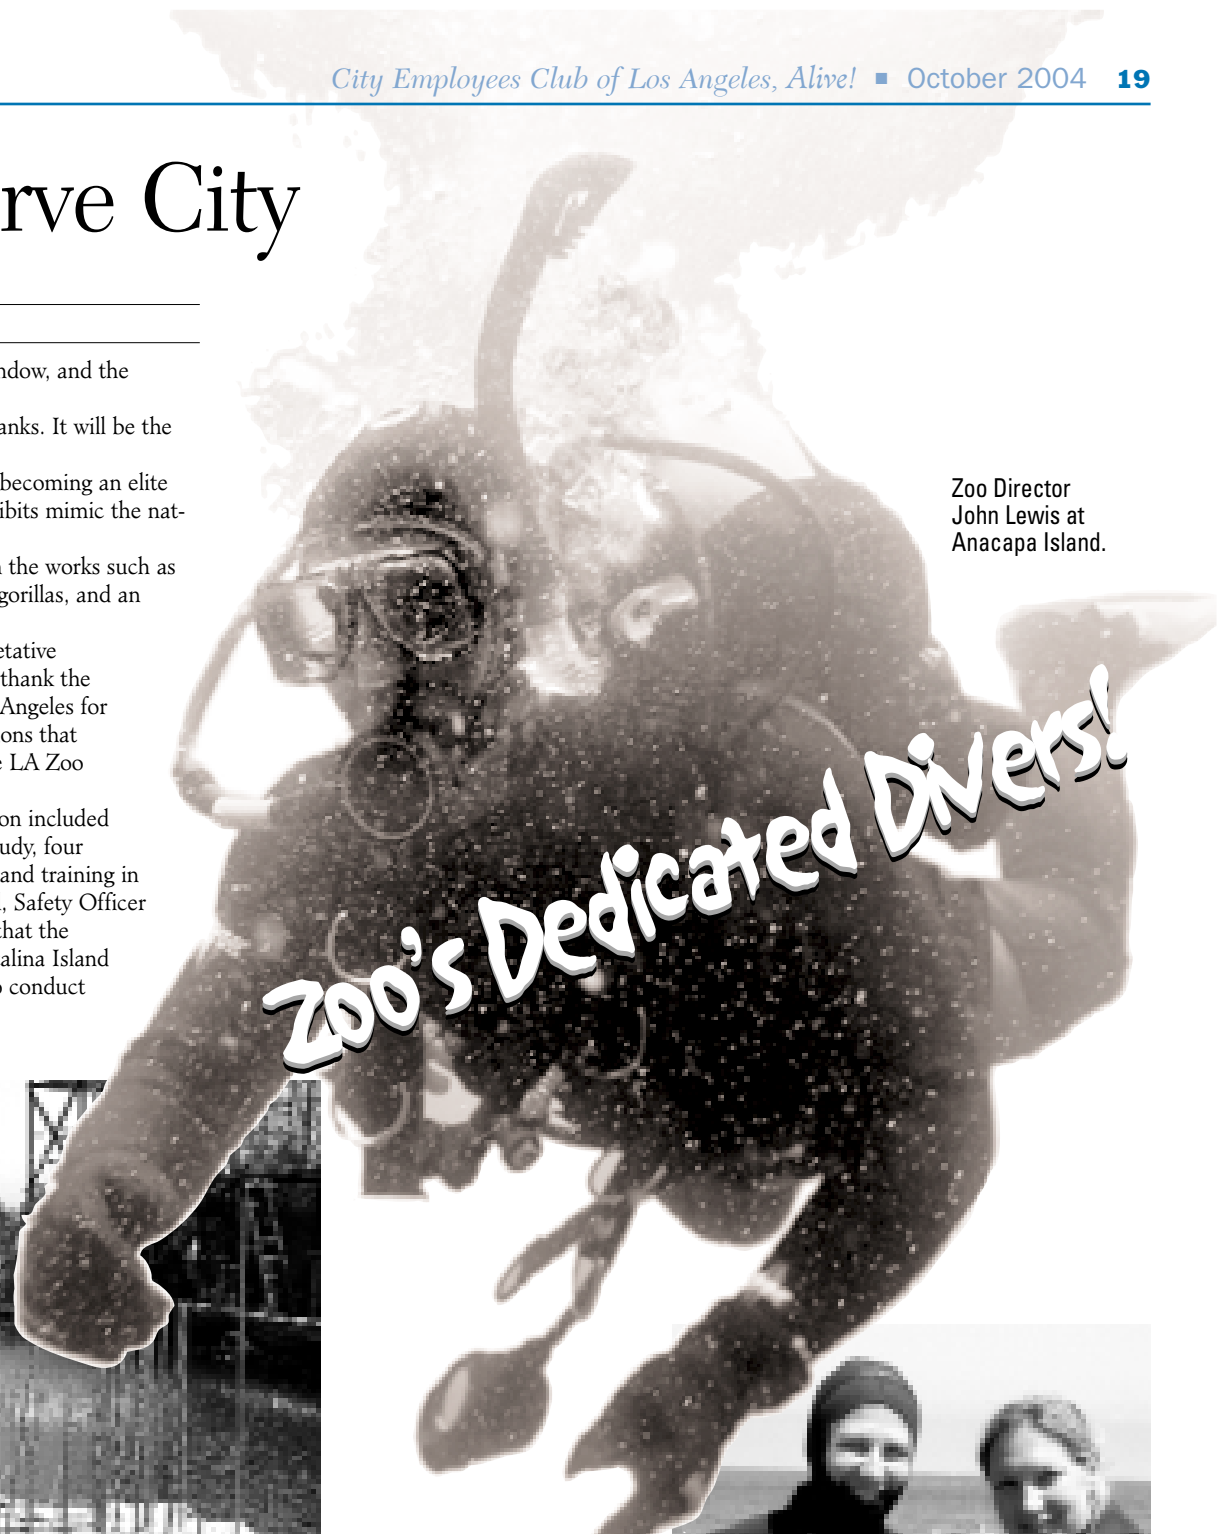 City Employees Club of Los Angeles, Alive! ■ October 2004 19
rve City
ndow, and the
anks. It will be the
becoming an elite
ibits mimic the nat-
the works such as
gorillas, and an
etative
thank the
Angeles for
ons that
LA Zoo
on included
udy, four
and training in
, Safety Officer
that the
alina Island
conduct
Zoo Director
John Lewis at
Anacapa Island.
Zoo's Dedicated Divers!